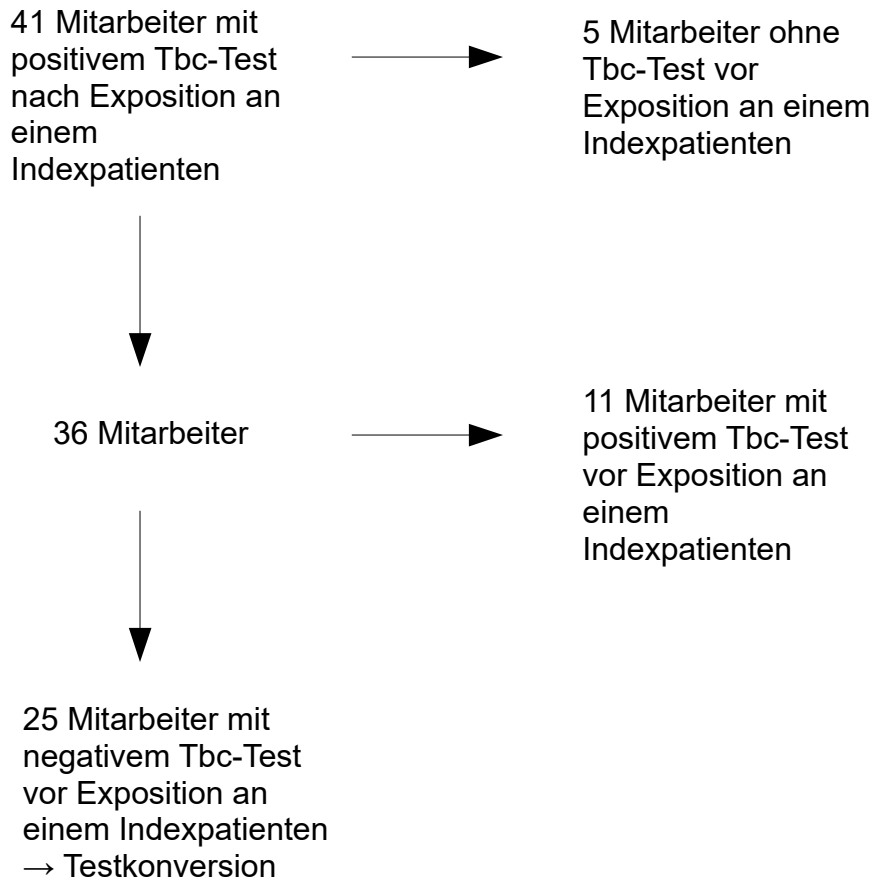 41 Mitarbeiter mit
positivem Tbc-Test
nach Exposition an
einem
Indexpatienten
5 Mitarbeiter ohne
Tbc-Test vor
Exposition an einem
Indexpatienten
36 Mitarbeiter
11 Mitarbeiter mit
positivem Tbc-Test
vor Exposition an
einem
Indexpatienten
25 Mitarbeiter mit
negativem Tbc-Test
vor Exposition an
einem Indexpatienten
→ Testkonversion